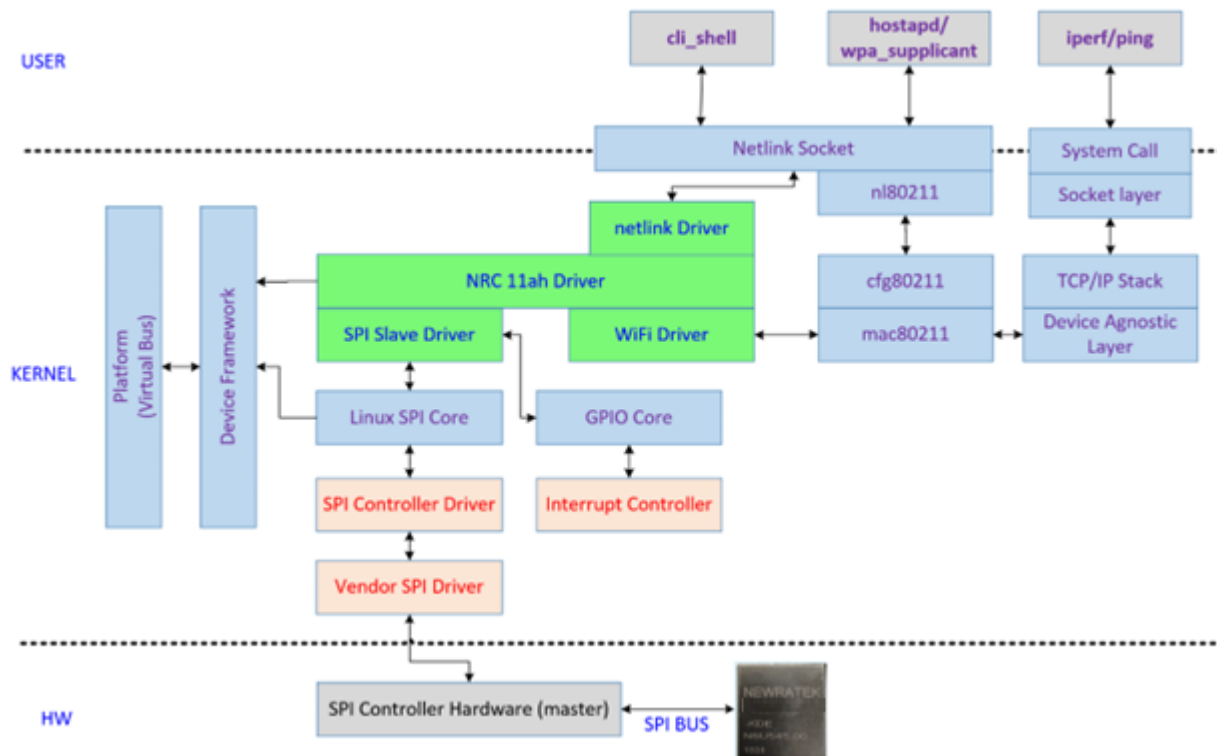 cli_shell
hostapd/
wpa_supplicant
iperf/ping
USER
Netlink Socket
System Call
nl80211
Socket layer
netlink Driver
NRC 11ah Driver
cfg80211
TCP/IP Stack
SPI Slave Driver
WiFi Driver
mac80211
Device Agnostic
Layer
KERNEL
Platform
(Virtual Bus)
Device Framework
Linux SPI Core
GPIO Core
SPI Controller Driver
Interrupt Controller
Vendor SPI Driver
HW
SPI Controller Hardware (master)
SPI BUS
NEWRATEK